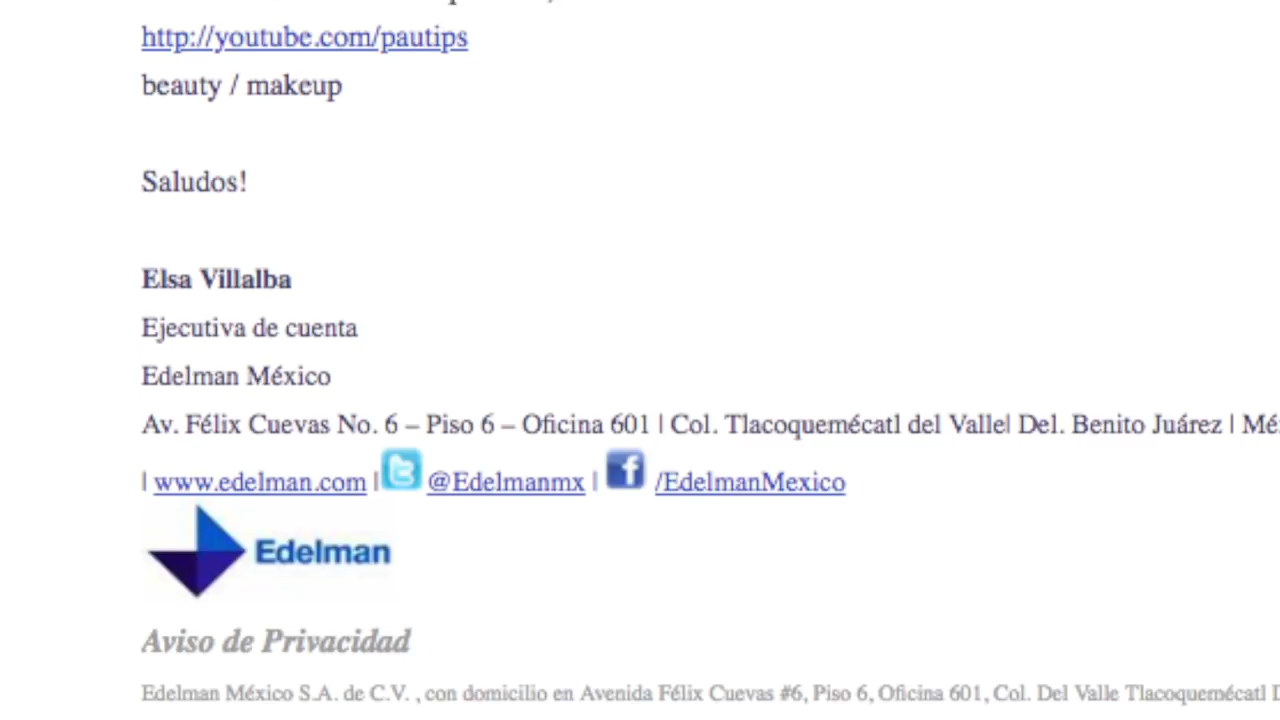 http://youtube.com/pautips
beauty / makeup
Saludos!
Elsa Villalba
Ejecutiva de cuenta
Edelman México
Av. Félix Cuevas No. 6 – Piso 6 – Oficina 601 | Col. Tlacoquemécatl del Valle| Del. Benito Juárez |
| www.edelman.com | @Edelmanmx | /EdelmanMexico
Edelman
Aviso de Privacidad
Edelman México S.A. de C.V. , con domicilio en Avenida Félix Cuevas #6, Piso 6, Oficina 601, Col. Del Valle Tlacoquemécatl